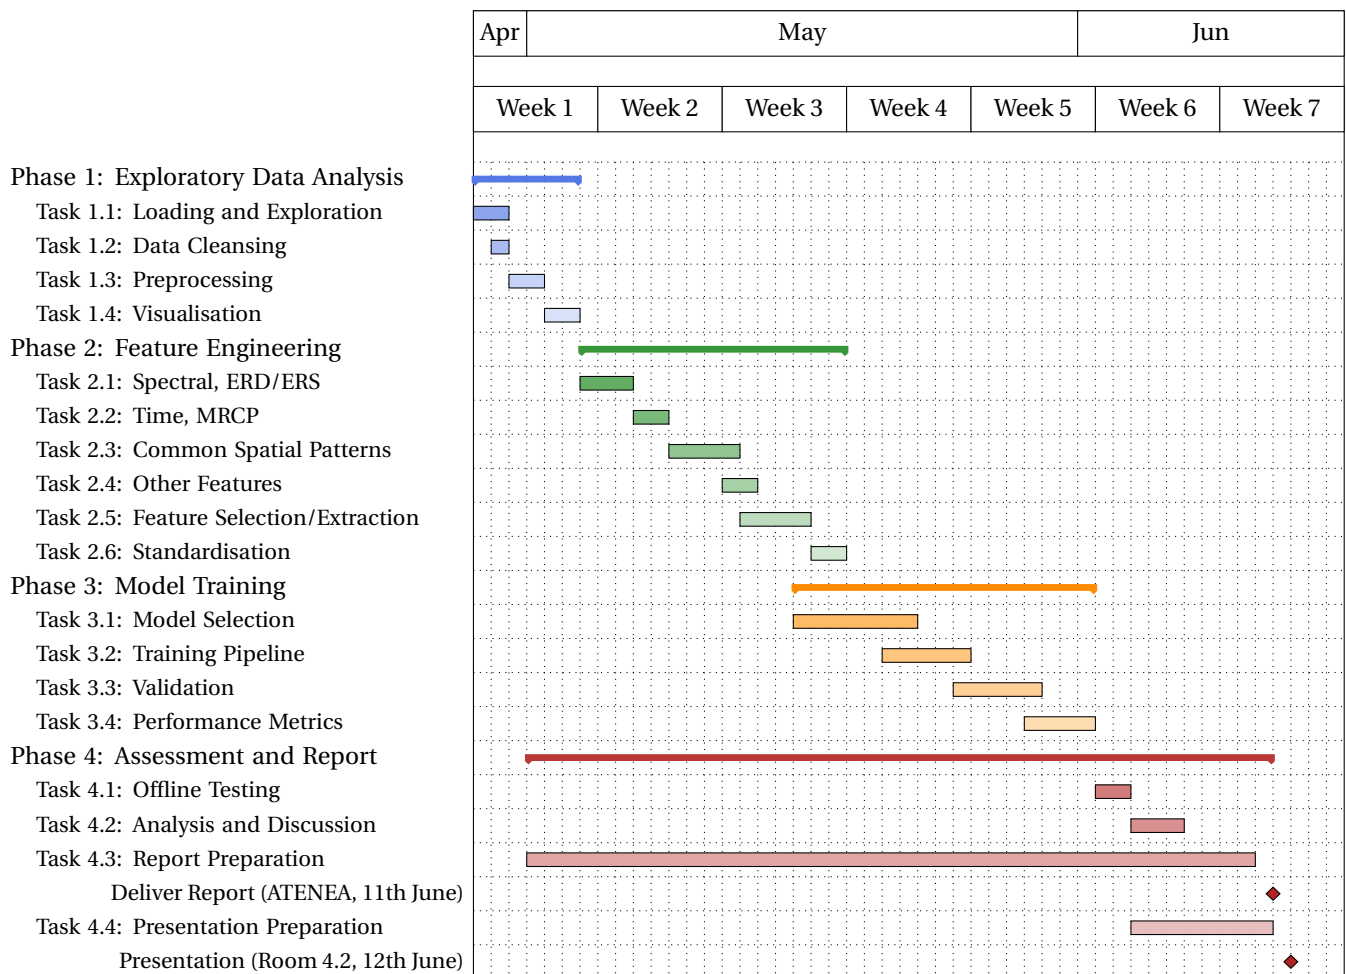 Apr May Jun
Week 1 Week 2 Week 3 Week 4 Week 5 Week 6 Week 7
Phase 1: Exploratory Data Analysis
Task 1.1: Loading and Exploration
Task 1.2: Data Cleansing
Task 1.3: Preprocessing
Task 1.4: Visualisation
Phase 2: Feature Engineering
Task 2.1: Spectral, ERD/ERS
Task 2.2: Time, MRCP
Task 2.3: Common Spatial Patterns
Task 2.4: Other Features
Task 2.5: Feature Selection/Extraction
Task 2.6: Standardisation
Phase 3: Model Training
Task 3.1: Model Selection
Task 3.2: Training Pipeline
Task 3.3: Validation
Task 3.4: Performance Metrics
Phase 4: Assessment and Report
Task 4.1: Offline Testing
Task 4.2: Analysis and Discussion
Task 4.3: Report Preparation
Deliver Report (ATENEA, 11th June)
Task 4.4: Presentation Preparation
Presentation (Room 4.2, 12th June)